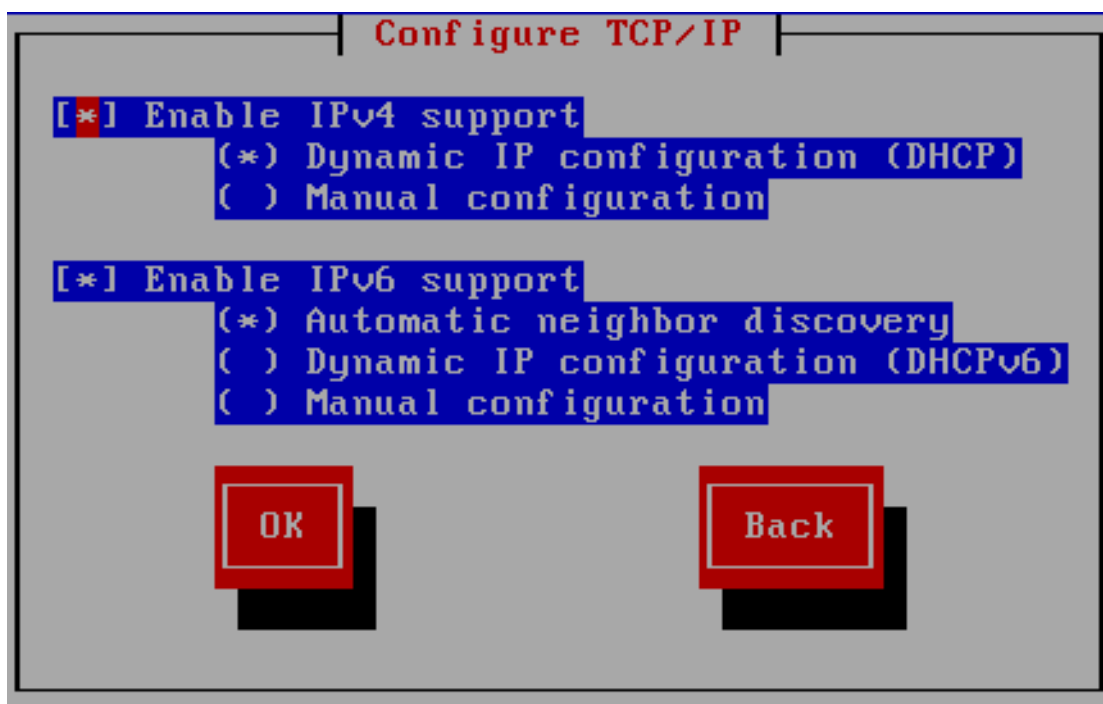 Configure TCP/IP
[*] Enable IPv4 support
(*) Dynamic IP configuration (DHCP)
( ) Manual configuration
[*] Enable IPv6 support
(*) Automatic neighbor discovery
( ) Dynamic IP configuration (DHCPv6)
( ) Manual configuration
OK Back